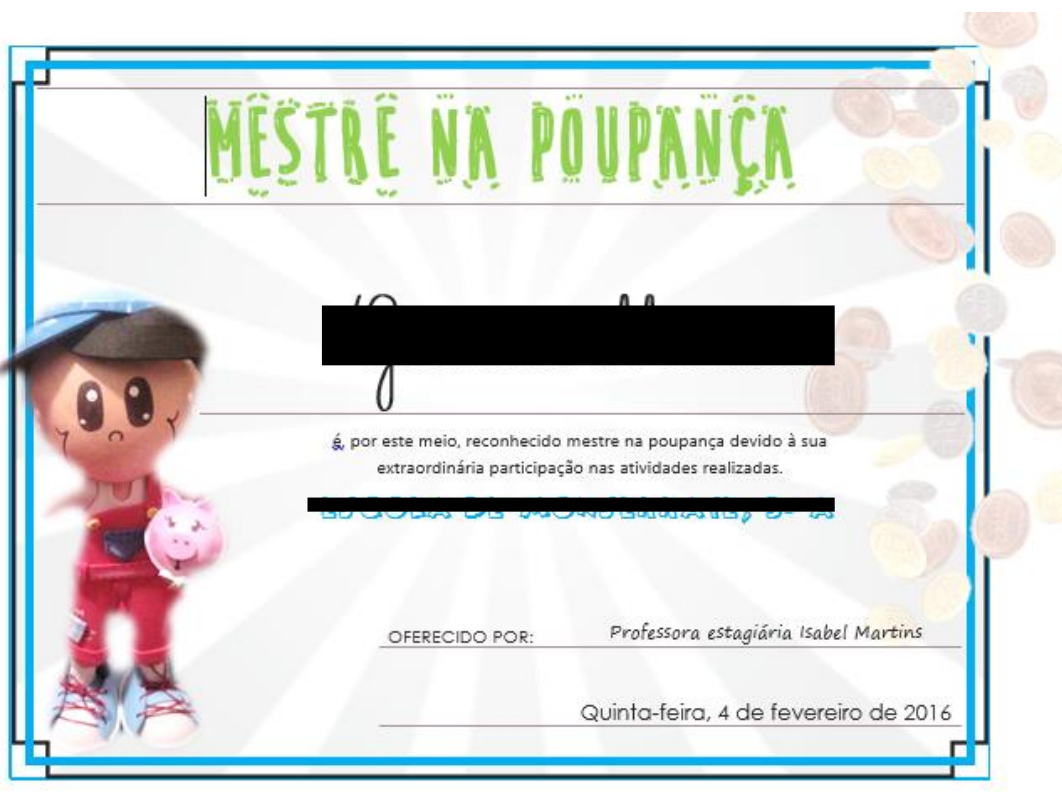 MESTRE NA POUPANÇA
é, por este meio, reconhecido mestre na poupança devido à sua
extraordinária participação nas atividades realizadas.
OFERECIDO POR: Professora estagiária Isabel Martins
Quinta-feira, 4 de fevereiro de 2016